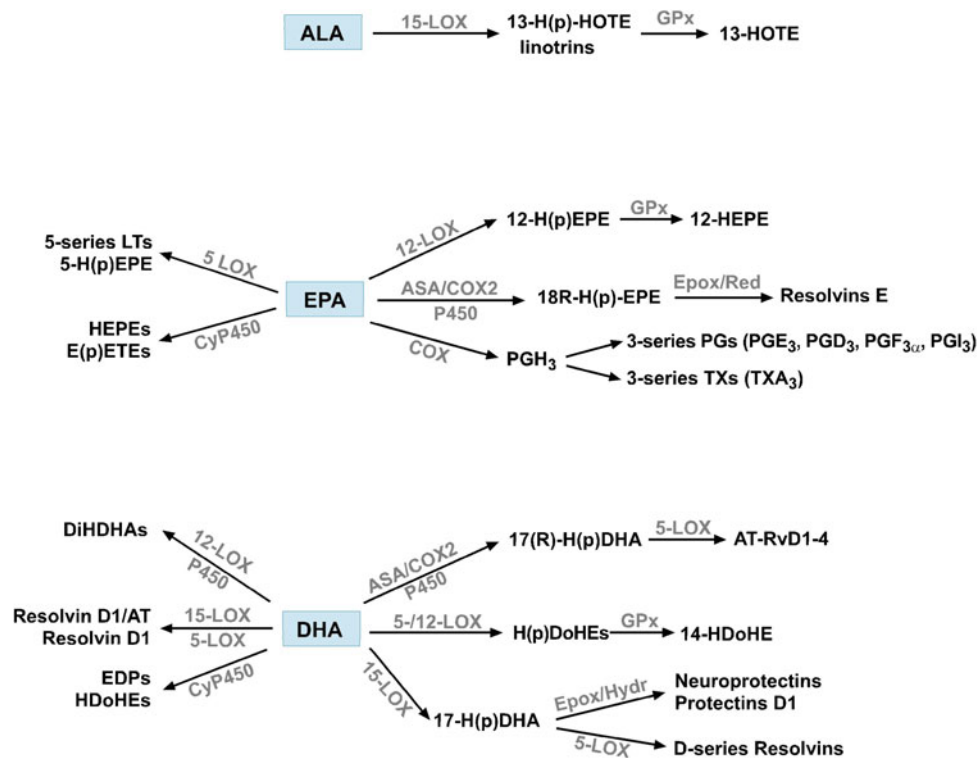 ALA
15-LOX
13-H(p)-HOTE
linotrins
GPx
13-HOTE
5-series LTs
5-H(p)EPE
5 LOX
HEPEs
E(p)ETEs
CyP450
EPA
12-LOX
12-H(p)EPE
GPx
12-HEPE
ASA/COX2
P450
18R-H(p)-EPE
Epox/Red
Resolvins E
COX
PGH₃
3-series PGs (PGE₃, PGD₃, PGF₃α, PGI₃)
3-series TXs (TXA₃)
DiHDHAs
12-LOX
P450
Resolvin D1/AT
Resolvin D1
15-LOX
5-LOX
EDPs
HDoHEs
CyP450
DHA
ASA/COX2
P450
17(R)-H(p)DHA
5-LOX
AT-RvD1-4
5-/12-LOX
H(p)DoHEs
GPx
14-HDoHE
15-LOX
17-H(p)DHA
Epox/Hydr
Neuroprotectins
Protectins D1
5-LOX
D-series Resolvins